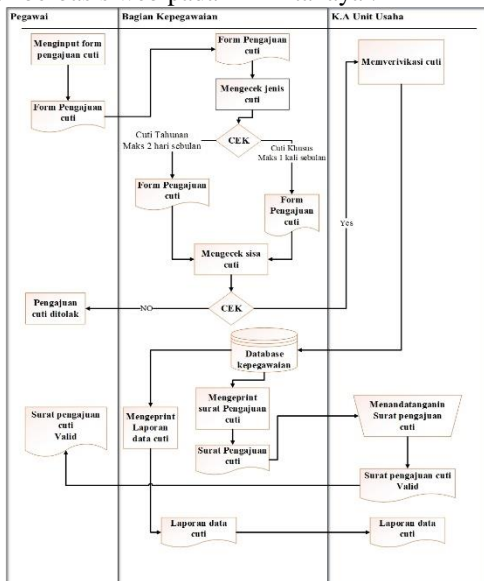 Pegawai
Bagian Kepegawaian
K.A Unit Usaha
Menginput form
pengajuan cuti
Form Pengajuan
cuti
Form Pengajuan
cuti
Mengecek jenis
cuti
CEK
Cuti Tahunan
Maks 2 hari sebulan
Cuti Khusus
Maks 1 kali sebulan
Form Pengajuan
cuti
Form
Pengajuan
cuti
Mengecek sisa
cuti
CEK
NO
Yes
Pengajuan
cuti ditolak
Memverivikasi cuti
Database
kepegawaian
Mengeprint
Laporan
data cuti
Mengeprint
surat Pengajuan
cuti
Surat Pengajuan
cuti
Menandatanganin
Surat pengajuan
cuti
Surat pengajuan cuti
Valid
Surat pengajuan
cuti
Valid
Laporan data
cuti
Laporan data
cuti